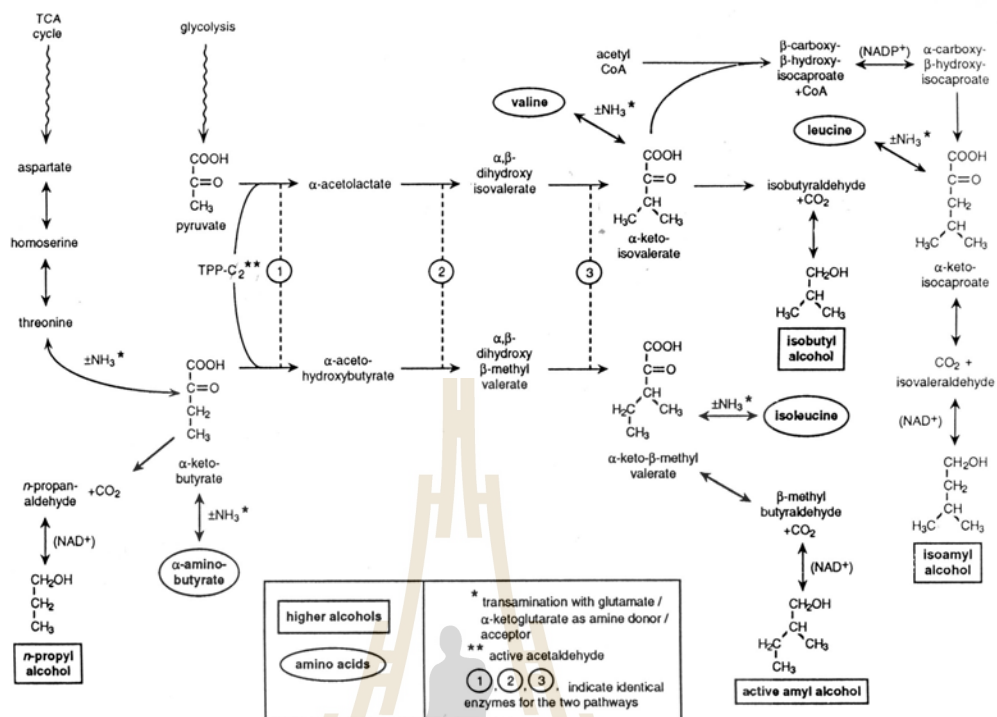 TCA
cycle
glycolysis
acetyl
CoA
β-carboxy-
β-hydroxy-
isocaproate
+CoA
(NADP⁺)
α-carboxy-
β-hydroxy-
isocaproate
valine
±NH₃*
leucine
±NH₃*
aspartate
COOH
C=O
CH₃
pyruvate
α-acetolactate
α,β-
dihydroxy
isovalerate
COOH
C=O
CH
H₃C CH₃
α-keto-
isovalerate
isobutyraldehyde
+CO₂
COOH
C=O
CH₂
CH
H₃C CH₃
α-keto-
isocaproate
homoserine
TPP-C₂**
1
2
3
CH₂OH
CH
H₃C CH₃
isobutyl
alcohol
threonine
±NH₃*
COOH
C=O
CH₂
CH₃
α-keto-
butyrate
α-aceto-
hydroxybutyrate
α,β-
dihydroxy
β-methyl
valerate
COOH
C=O
CH
H₂C CH₃
CH₃
α-keto-β-methyl
valerate
±NH₃*
isoleucine
CO₂ +
isovaleraldehyde
(NAD⁺)
CH₂OH
CH₂
CH
H₃C CH₃
isoamyl
alcohol
n-propan-
aldehyde
+CO₂
(NAD⁺)
CH₂OH
CH₂
CH₃
n-propyl
alcohol
±NH₃*
α-amino-
butyrate
β-methyl
butyraldehyde
+CO₂
(NAD⁺)
CH₂OH
CH
H₂C CH₃
CH₃
active amyl alcohol
higher alcohols
amino acids
* transamination with glutamate /
α-ketoglutarate as amine donor /
acceptor
** active acetaldehyde
1, 2, 3, indicate identical
enzymes for the two pathways